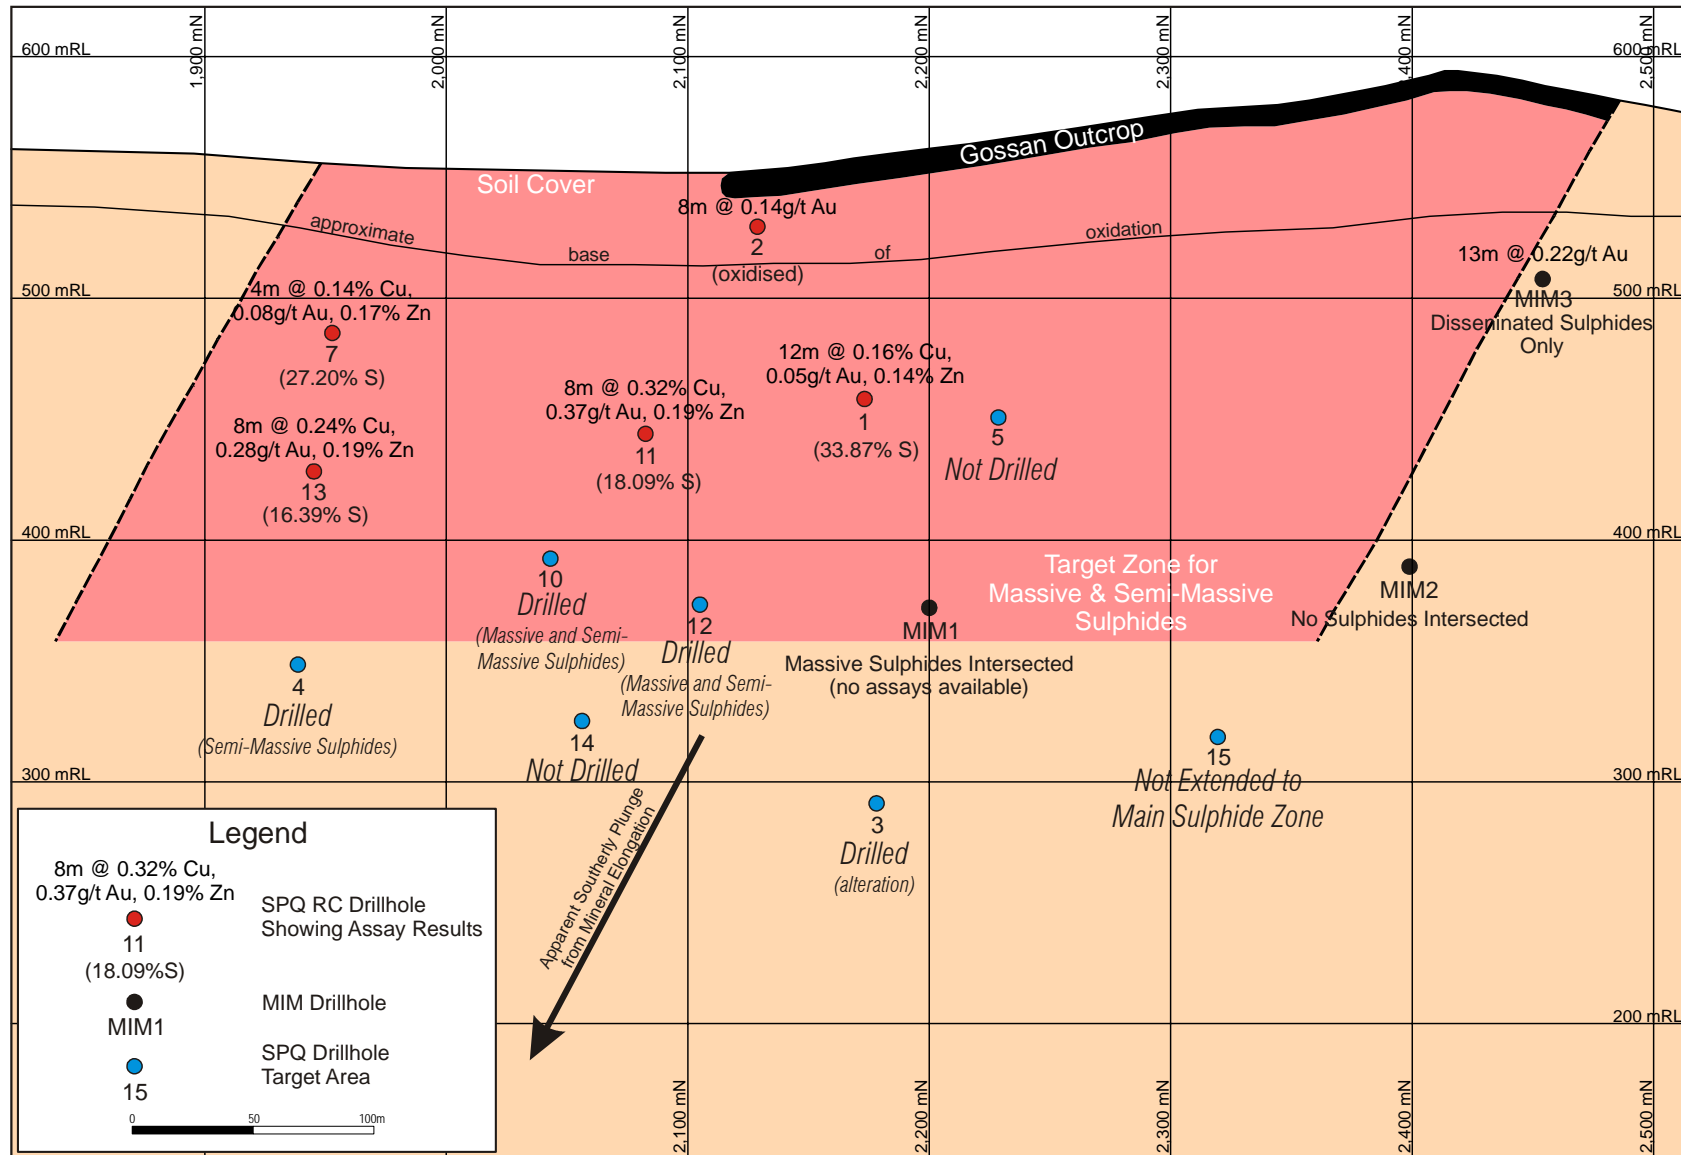 1,900 mN
2,000 mN
2,100 mN
2,200 mN
2,300 mN
2,400 mN
2,500 mN
600 mRL
600 mRL
Gossan Outcrop
Soil Cover
8m @ 0.14g/t Au
2
(oxidised)
approximate
base
of
oxidation
13m @ 0.22g/t Au
MIM3
Disseminated Sulphides
Only
500 mRL
500 mRL
4m @ 0.14% Cu,
0.08g/t Au, 0.17% Zn
7
(27.20% S)
12m @ 0.16% Cu,
0.05g/t Au, 0.14% Zn
1
(33.87% S)
8m @ 0.32% Cu,
0.37g/t Au, 0.19% Zn
11
(18.09% S)
5
Not Drilled
8m @ 0.24% Cu,
0.28g/t Au, 0.19% Zn
13
(16.39% S)
400 mRL
400 mRL
10
Drilled
(Massive and Semi-
Massive Sulphides)
12
Drilled
(Massive and Semi-
Massive Sulphides)
MIM1
Massive Sulphides Intersected
(no assays available)
Target Zone for
Massive & Semi-Massive
Sulphides
MIM2
No Sulphides Intersected
4
Drilled
(Semi-Massive Sulphides)
14
Not Drilled
15
Not Extended to
Main Sulphide Zone
300 mRL
300 mRL
3
Drilled
(alteration)
Apparent Southerly Plunge
from Mineral Elongation
200 mRL
Legend
8m @ 0.32% Cu,
0.37g/t Au, 0.19% Zn
11
(18.09%S)
SPQ RC Drillhole
Showing Assay Results
MIM1
MIM Drillhole
15
SPQ Drillhole
Target Area
0
50
100m
2,100 mN
2,200 mN
2,300 mN
2,400 mN
2,500 mN